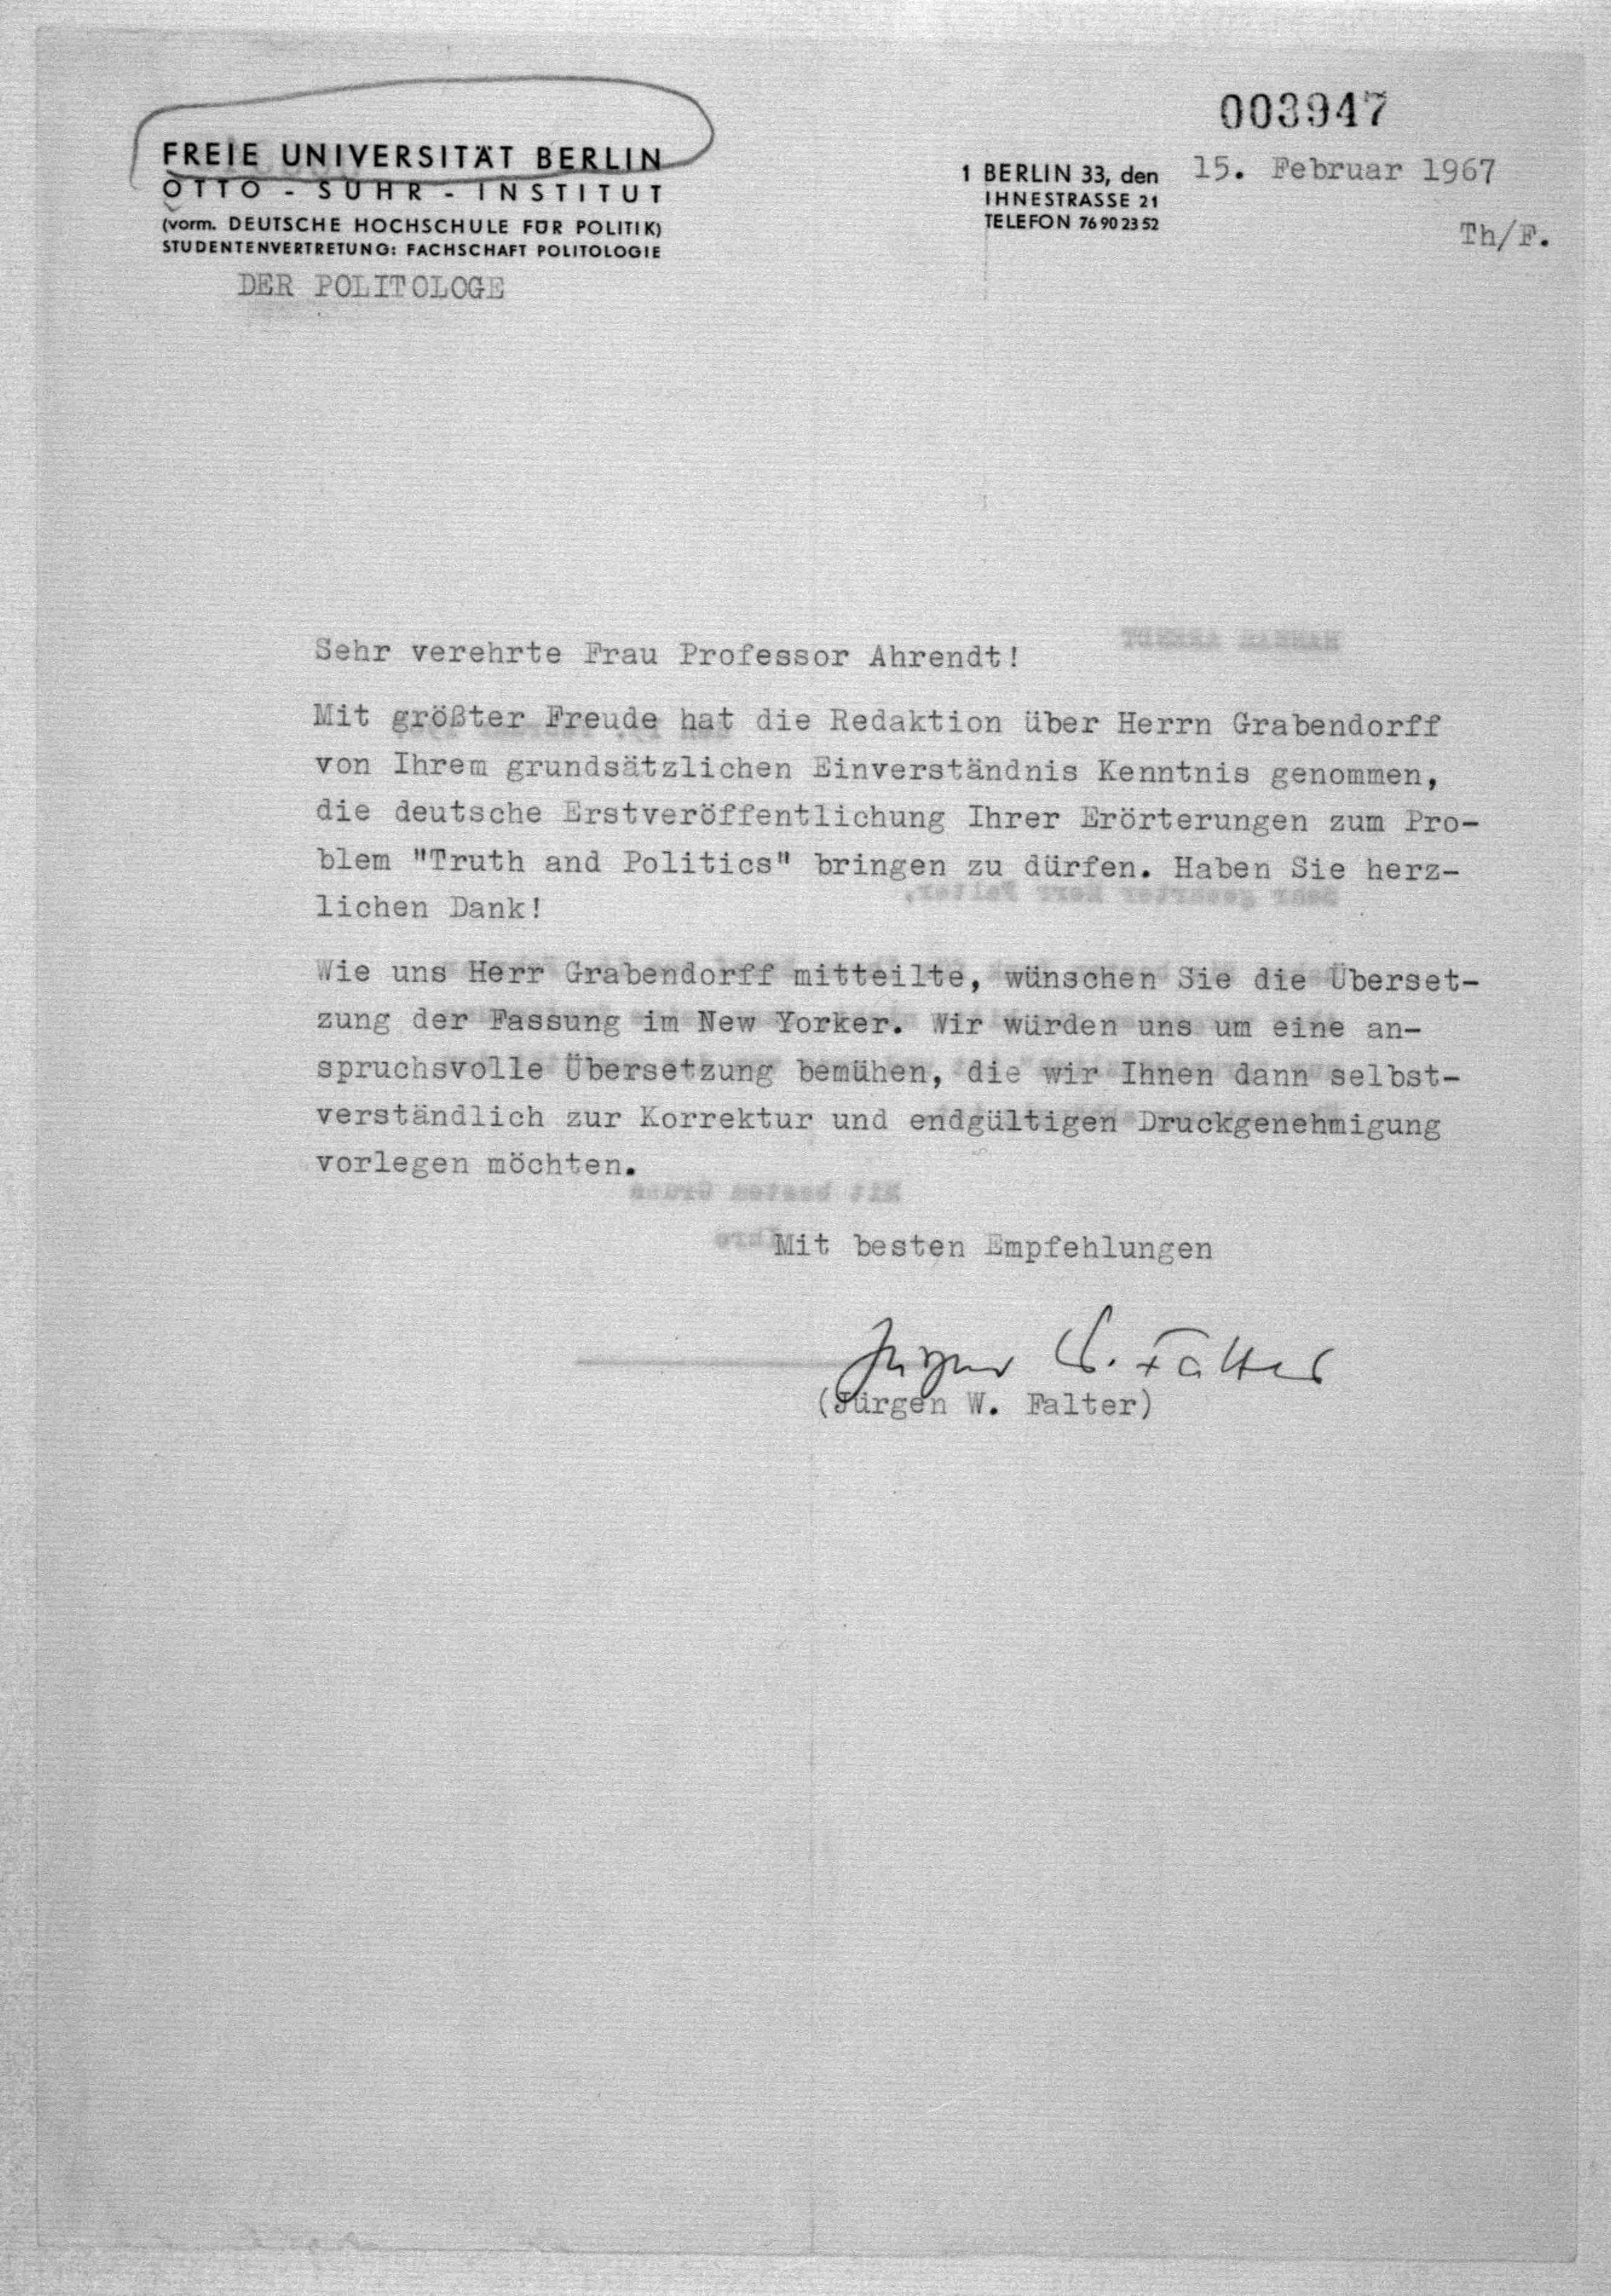 003947
FREIE UNIVERSITÄT BERLIN
OTTO - SUHR - INSTITUT
(vorm. DEUTSCHE HOCHSCHULE FÜR POLITIK)
STUDENTENVERTRETUNG: FACHSCHAFT POLITOLOGIE
DER POLITOLOGE
1 BERLIN 33, den 15. Februar 1967
IHNESTRASSE 21
TELEFON 76 90 23 52
Th/F.
Sehr verehrte Frau Professor Ahrendt!
Mit größter Freude hat die Redaktion über Herrn Grabendorff
von Ihrem grundsätzlichen Einverständnis Kenntnis genommen,
die deutsche Erstveröffentlichung Ihrer Erörterungen zum Pro-
blem "Truth and Politics" bringen zu dürfen. Haben Sie herz-
lichen Dank!
Wie uns Herr Grabendorff mitteilte, wünschen Sie die Überset-
zung der Fassung im New Yorker. Wir würden uns um eine an-
spruchsvolle Übersetzung bemühen, die wir Ihnen dann selbst-
verständlich zur Korrektur und endgültigen Druckgenehmigung
vorlegen möchten.
Mit besten Empfehlungen
Jürgen W. Falter
(Jürgen W. Falter)